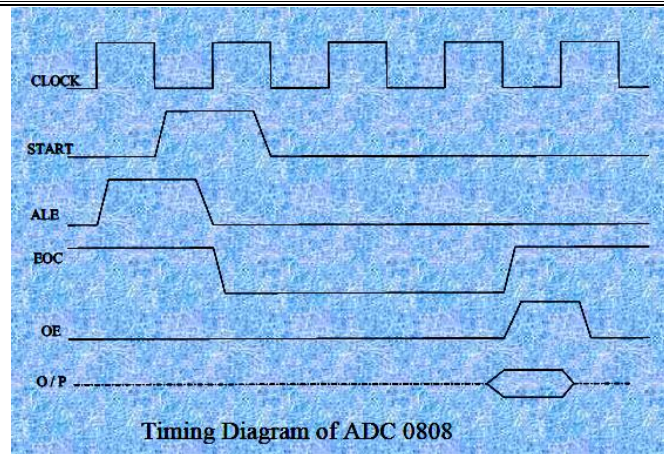 CLOCK
START
ALE
EOC
OE
O / P
Timing Diagram of ADC 0808